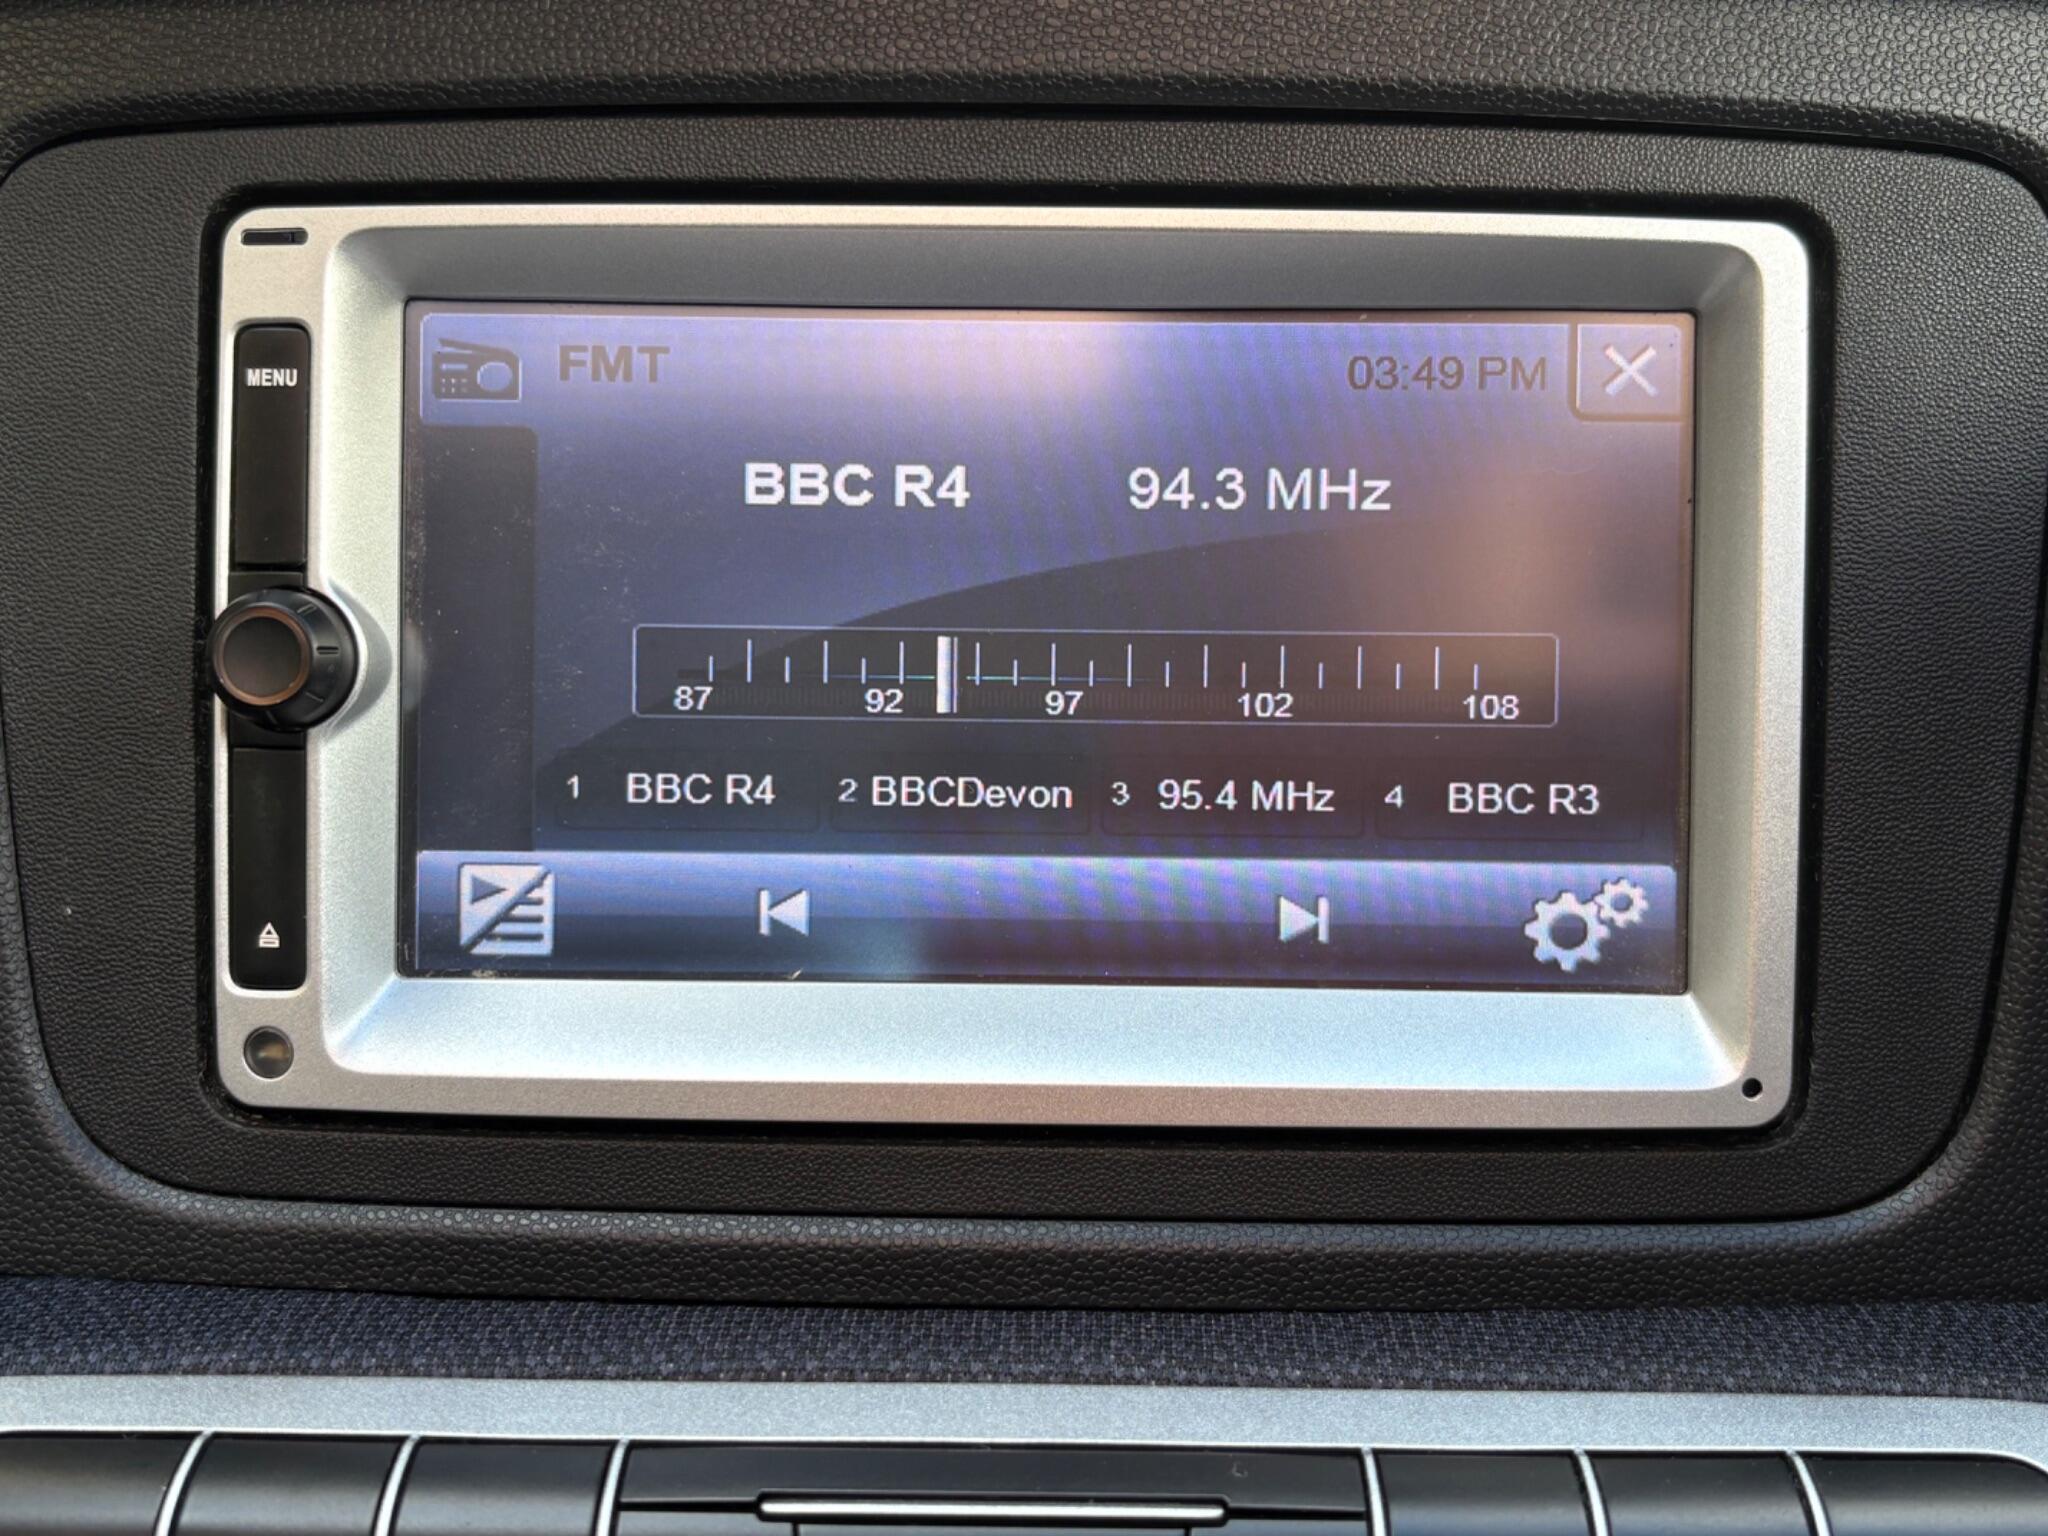 MENU
FMT 03:49 PM
BBC R4 94.3 MHz
87 92 97 102 108
1 BBC R4 2 BBCDevon 3 95.4 MHz 4 BBC R3